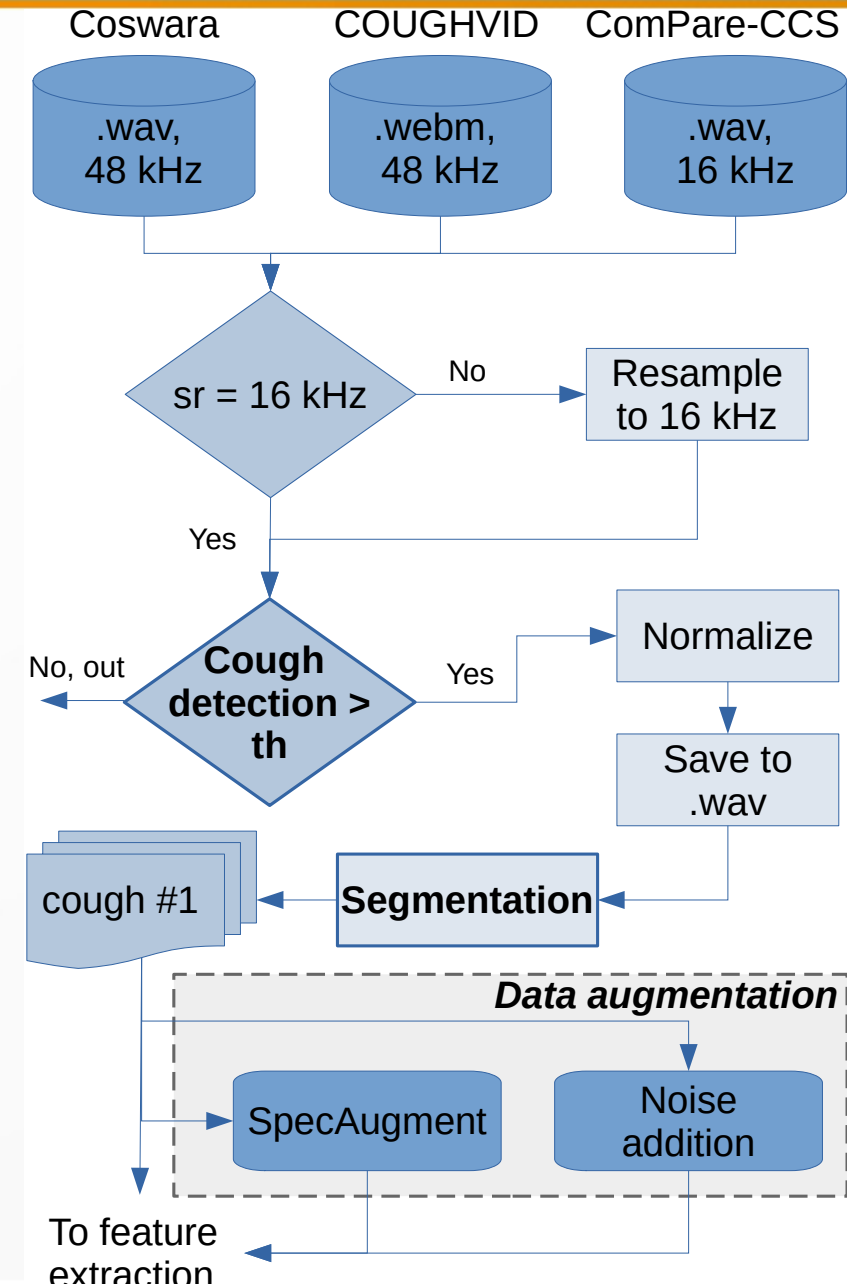 Coswara
COUGHVID
ComPare-CCS
.wav,
48 kHz
.webm,
48 kHz
.wav,
16 kHz
sr = 16 kHz
No
Resample
to 16 kHz
Yes
Cough
detection >
th
No, out
Yes
Normalize
Save to
.wav
Segmentation
cough #1
Data augmentation
SpecAugment
Noise
addition
To feature
extraction